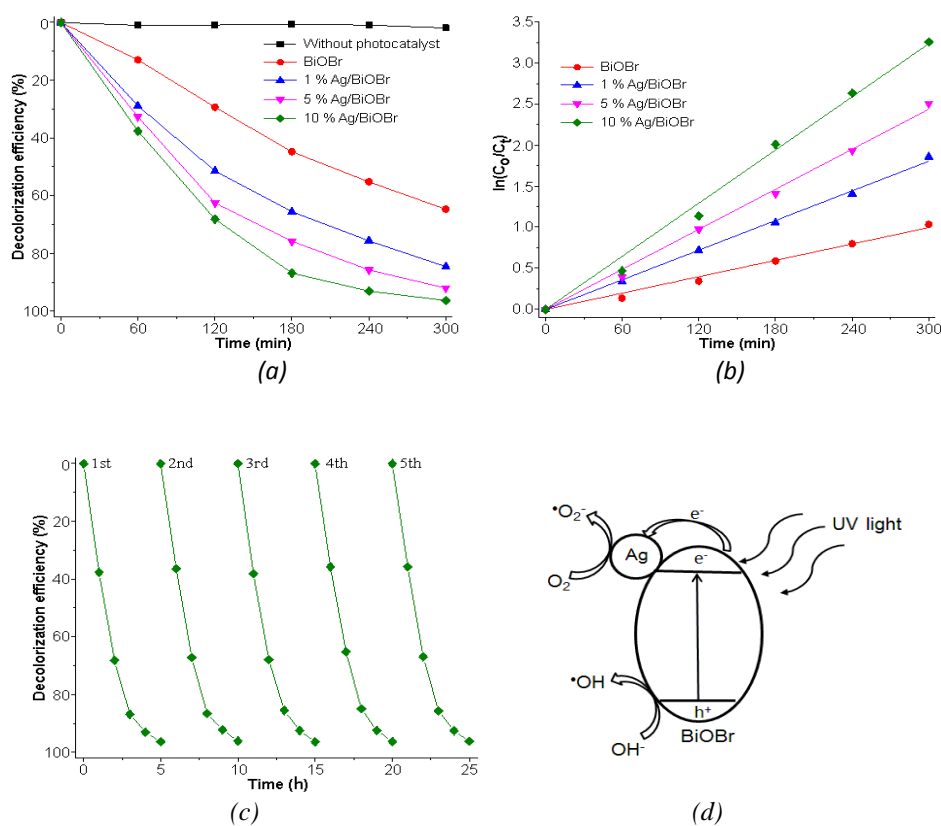 0
20
40
60
80
100
Decolorization efficiency (%)
Without photocatalyst
BiOBr
1 % Ag/BiOBr
5 % Ag/BiOBr
10 % Ag/BiOBr
0 60 120 180 240 300
Time (min)
(a)
3.5
3.0
2.5
2.0
1.5
1.0
0.5
0.0
ln(C₀/Cₜ)
BiOBr
1 % Ag/BiOBr
5 % Ag/BiOBr
10 % Ag/BiOBr
0 60 120 180 240 300
Time (min)
(b)
0
20
40
60
80
100
Decolorization efficiency (%)
1st 2nd 3rd 4th 5th
0 5 10 15 20 25
Time (h)
(c)
•O₂⁻
e⁻
UV light
Ag
e⁻
O₂
•OH
h⁺
OH⁻
BiOBr
(d)